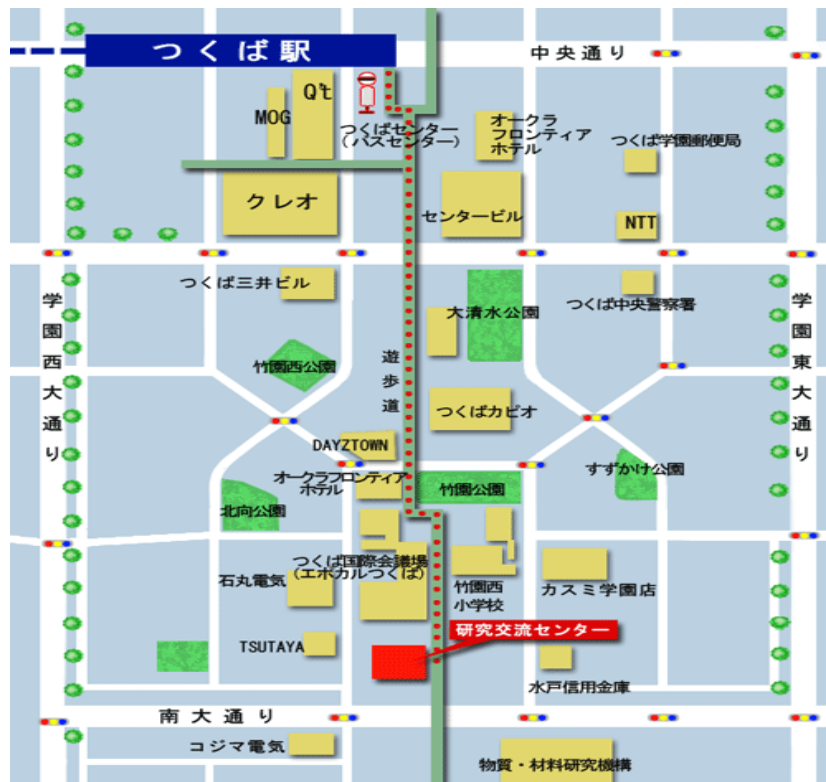 つくば駅
中央通り
Q't
MOG
つくばセンター
(バスセンター)
オークラ
フロンティア
ホテル
つくば学園郵便局
クレオ
センタービル
NTT
つくば三井ビル
大清水公園
つくば中央警察署
学園西大通り
遊歩道
学園東大通り
竹園西公園
つくばカピオ
DAYZTOWN
オークラフロンティア
ホテル
竹園公園
すずかけ公園
北向公園
つくば国際会議場
(エポカルつくば)
石丸電気
竹園西
小学校
カスミ学園店
研究交流センター
TSUTAYA
水戸信用金庫
南大通り
コジマ電気
物質・材料研究機構